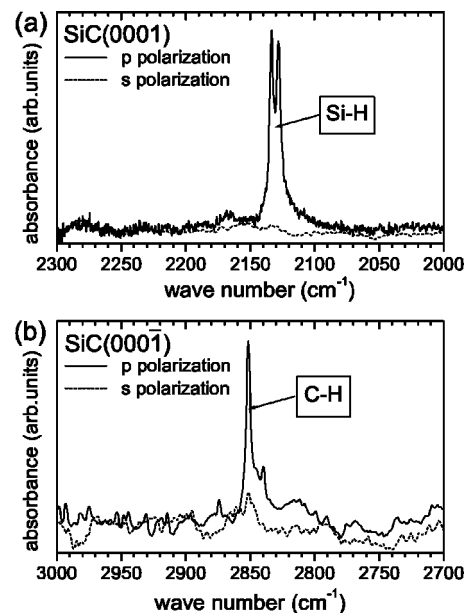 (a)
SiC(0001)
p polarization
s polarization
Si-H
absorbance (arb.units)
2300 2250 2200 2150 2100 2050 2000
wave number (cm⁻¹)
(b)
SiC(0001̅)
p polarization
s polarization
C-H
absorbance (arb.units)
3000 2950 2900 2850 2800 2750 2700
wave number (cm⁻¹)